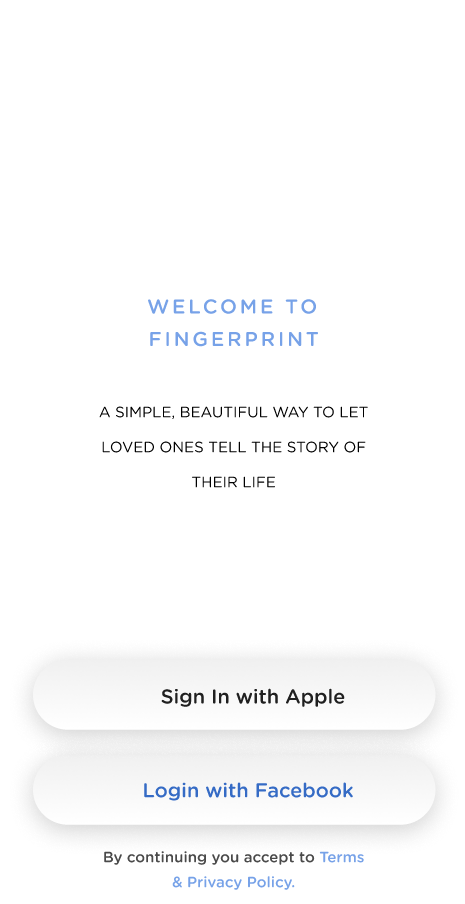 WELCOME TO
FINGERPRINT
A SIMPLE, BEAUTIFUL WAY TO LET
LOVED ONES TELL THE STORY OF
THEIR LIFE
Sign In with Apple
Login with Facebook
By continuing you accept to Terms
& Privacy Policy.